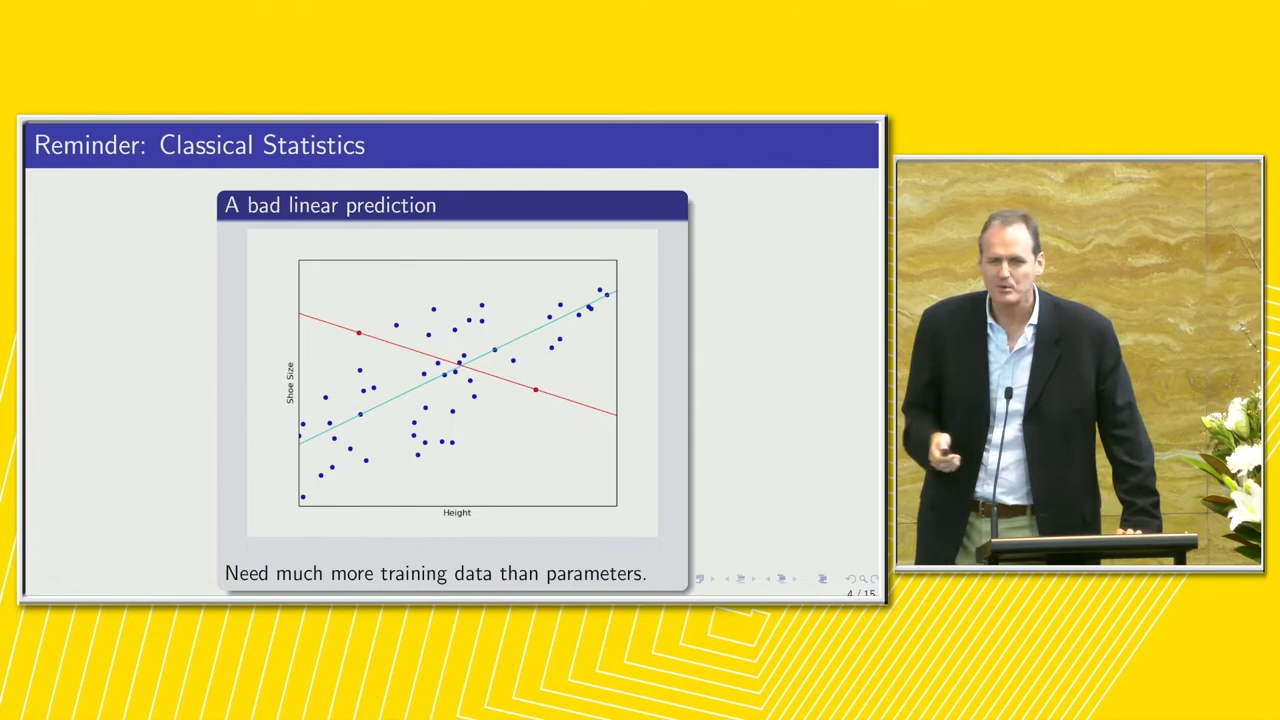 Reminder: Classical Statistics
A bad linear prediction
Shoe Size
Height
Need much more training data than parameters.
4 / 15